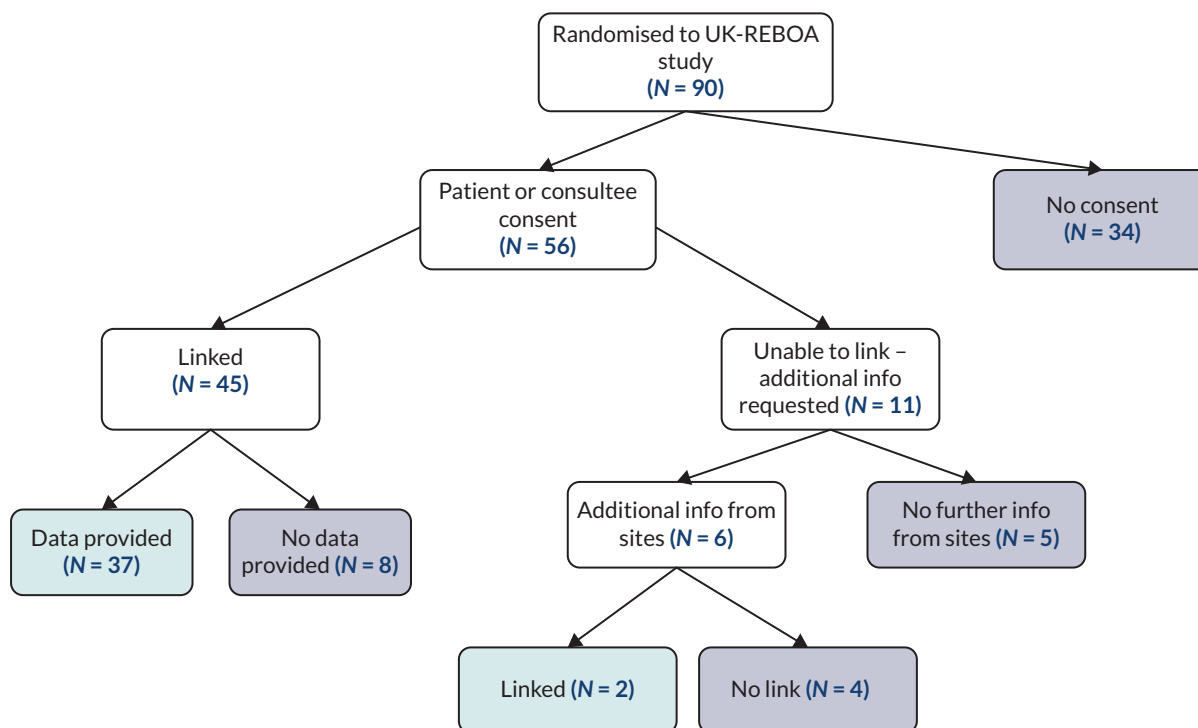 Randomised to UK-REBOA
study
(N = 90)
Patient or consultee
consent
(N = 56)
No consent
(N = 34)
Linked
(N = 45)
Unable to link –
additional info
requested (N = 11)
Data provided
(N = 37)
No data
provided (N = 8)
Additional info from
sites (N = 6)
No further info
from sites (N = 5)
Linked (N = 2)
No link (N = 4)